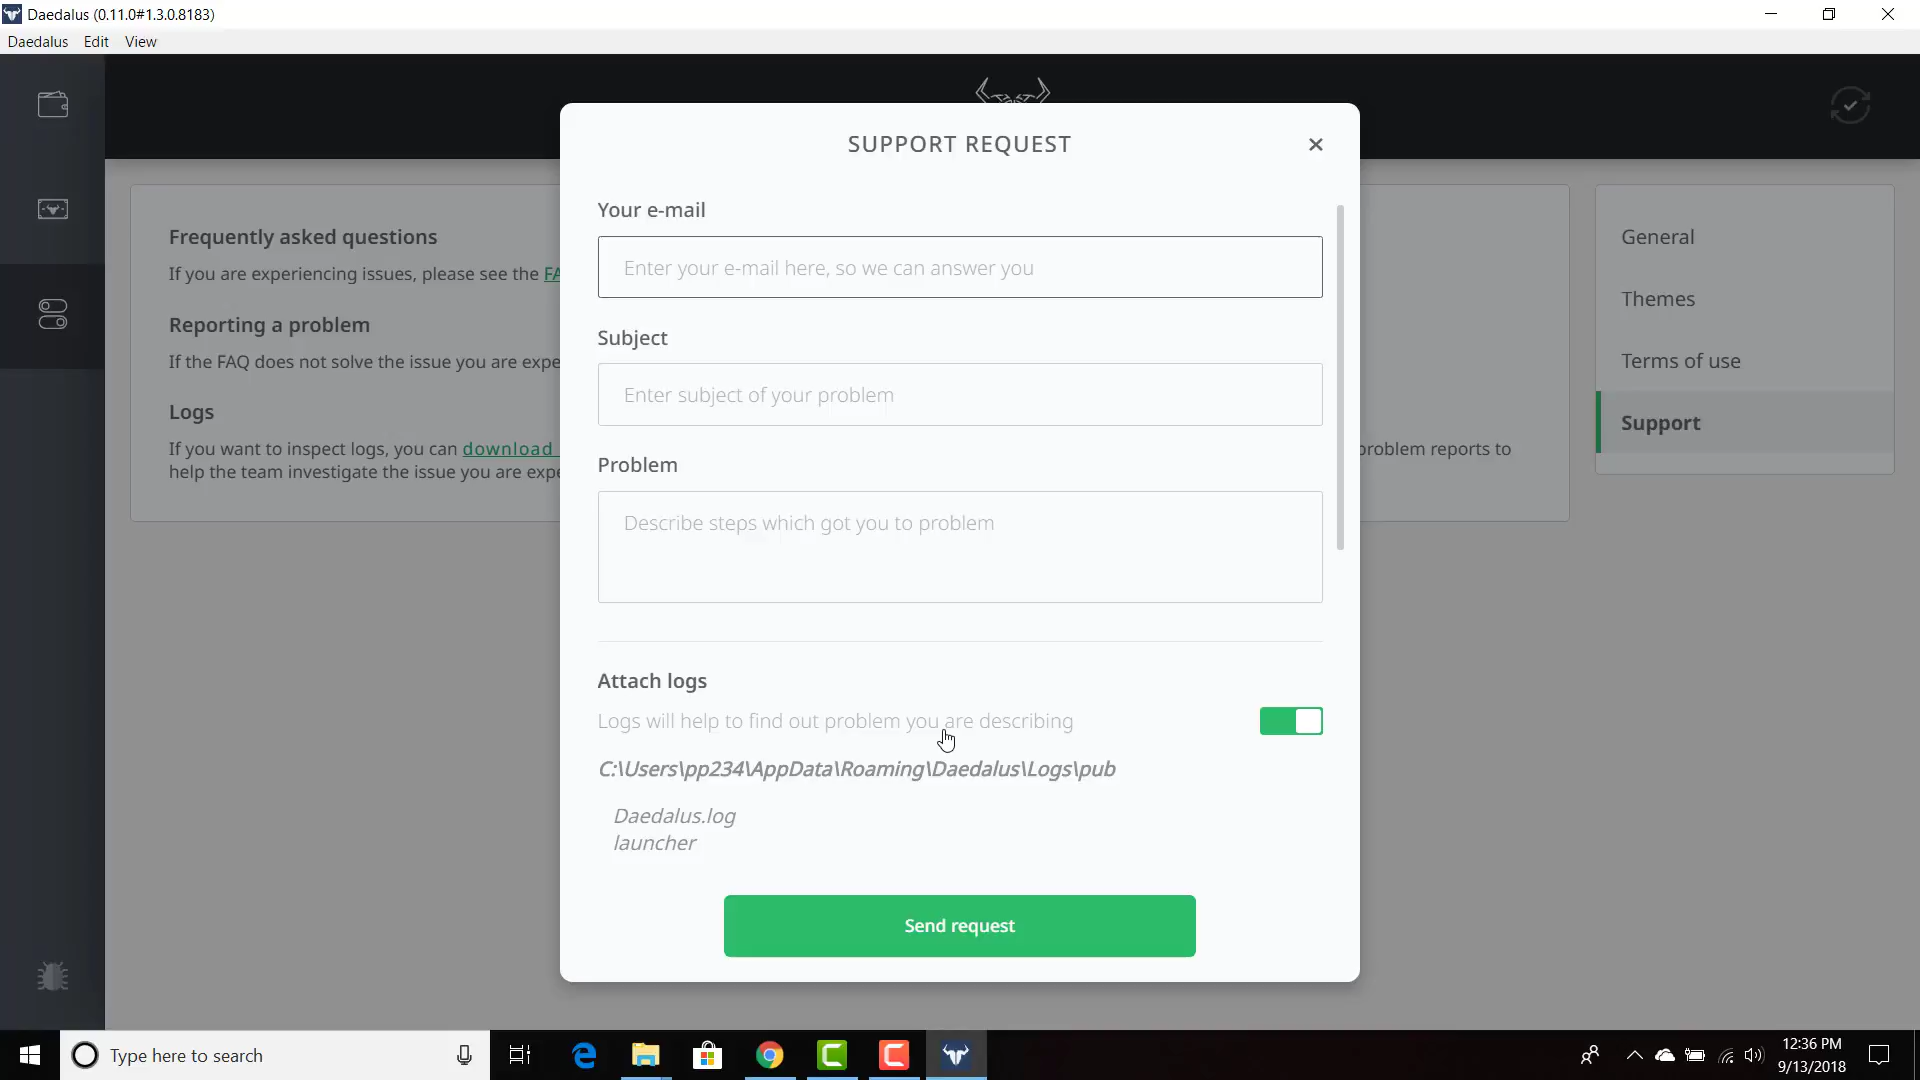 Daedalus (0.11.0#1.3.0.8183)
Daedalus Edit View
SUPPORT REQUEST
Your e-mail
Enter your e-mail here, so we can answer you
Subject
Enter subject of your problem
Problem
Describe steps which got you to problem
Attach logs
Logs will help to find out problem you are describing
C:\Users\pp234\AppData\Roaming\Daedalus\Logs\pub
Daedalus.log
launcher
Send request
Frequently asked questions
If you are experiencing issues, please see the FA
Reporting a problem
If the FAQ does not solve the issue you are expe
Logs
If you want to inspect logs, you can download
problem reports to
help the team investigate the issue you are expe
General
Themes
Terms of use
Support
Type here to search
12:36 PM
9/13/2018